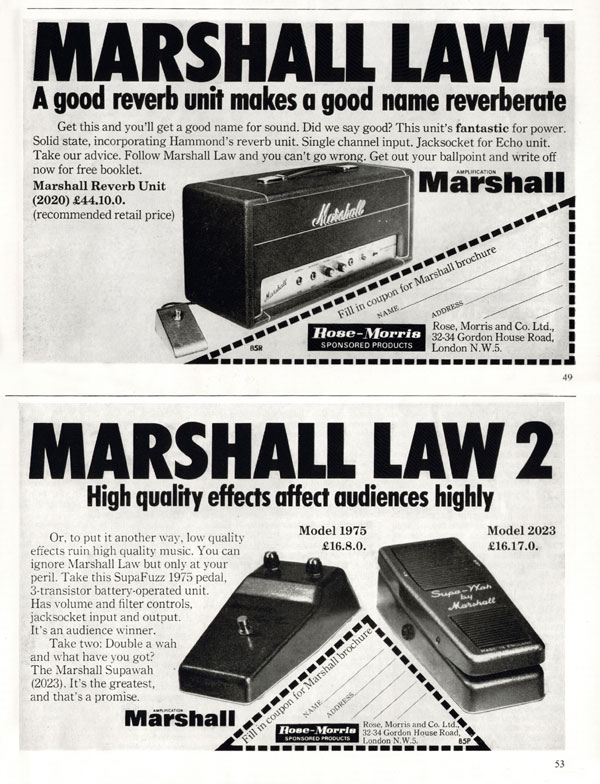 MARSHALL LAW 1
A good reverb unit makes a good name reverberate
Get this and you'll get a good name for sound. Did we say good? This unit's fantastic for power.
Solid state, incorporating Hammond's reverb unit. Single channel input. Jacksocket for Echo unit.
Take our advice. Follow Marshall Law and you can't go wrong. Get out your ballpoint and write off
now for free booklet.
Marshall Reverb Unit
(2020) £44.10.0.
(recommended retail price)
AMPLIFICATION
Marshall
Marshall
Marshall
Fill in coupon for Marshall brochure
NAME
ADDRESS
Rose-Morris
SPONSORED PRODUCTS
Rose, Morris and Co. Ltd.,
32-34 Gordon House Road,
London N.W.5.
BSR
49
MARSHALL LAW 2
High quality effects affect audiences highly
Or, to put it another way, low quality
effects ruin high quality music. You can
ignore Marshall Law but only at your
peril. Take this SupaFuzz 1975 pedal,
3-transistor battery-operated unit.
Has volume and filter controls,
jacksocket input and output.
It's an audience winner.
Take two: Double a wah
and what have you got?
The Marshall Supawah
(2023). It's the greatest,
and that's a promise.
Model 1975
£16.8.0.
Model 2023
£16.17.0.
Supa-Wah
by
Marshall
AMPLIFICATION
Marshall
Fill in coupon for Marshall brochure
NAME
ADDRESS
Rose-Morris
SPONSORED PRODUCTS
Rose, Morris and Co. Ltd.,
32-34 Gordon House Road,
London N.W.5.
BSP
53